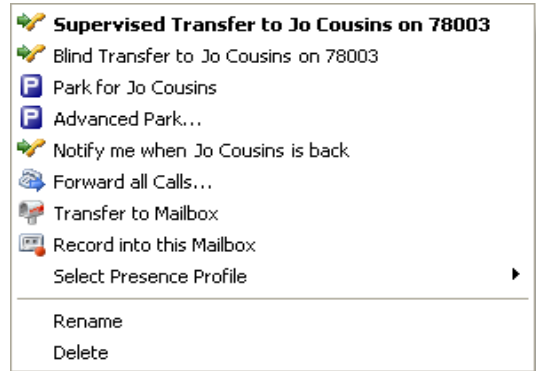 Supervised Transfer to Jo Cousins on 78003
Blind Transfer to Jo Cousins on 78003
P Park for Jo Cousins
P Advanced Park...
Notify me when Jo Cousins is back
Forward all Calls...
Transfer to Mailbox
Record into this Mailbox
Select Presence Profile
Rename
Delete